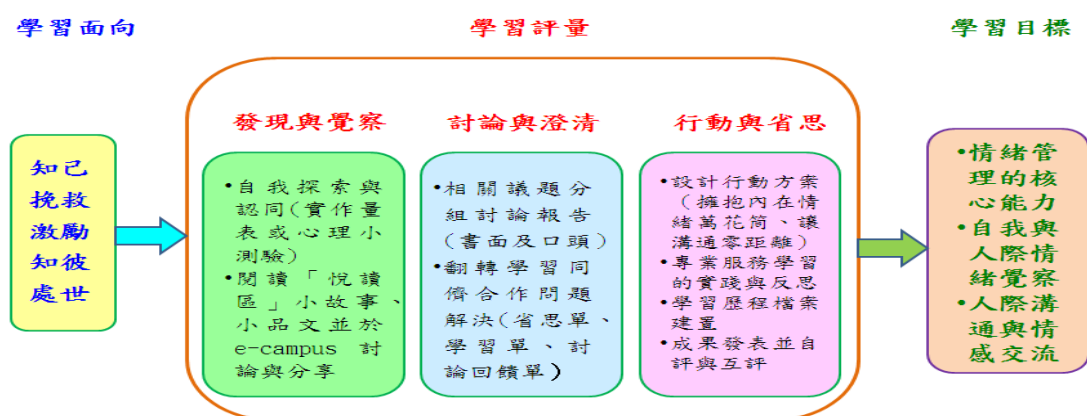 學習面向
學習評量
學習目標
知己
挽救
激勵
知彼
處世
發現與覺察
•自我探索與
認同(實作量
表或心理小
測驗)
•閱讀「悅讀
區」小故事、
小品文並於
e-campus 討
論與分享
討論與澄清
•相關議題分
組討論報告
(書面及口頭)
•翻轉學習同
儕合作問題
解決(省思單、
學習單、討
論回饋單)
行動與省思
•設計行動方案
(擁抱內在情
緒萬花筒、讓
溝通零距離)
•專業服務學習
的實踐與反思
•學習歷程檔案
建置
•成果發表並自
評與互評
•情緒管
理的核
心能力
•自我與
人際情
緒覺察
•人際溝
通與情
感交流